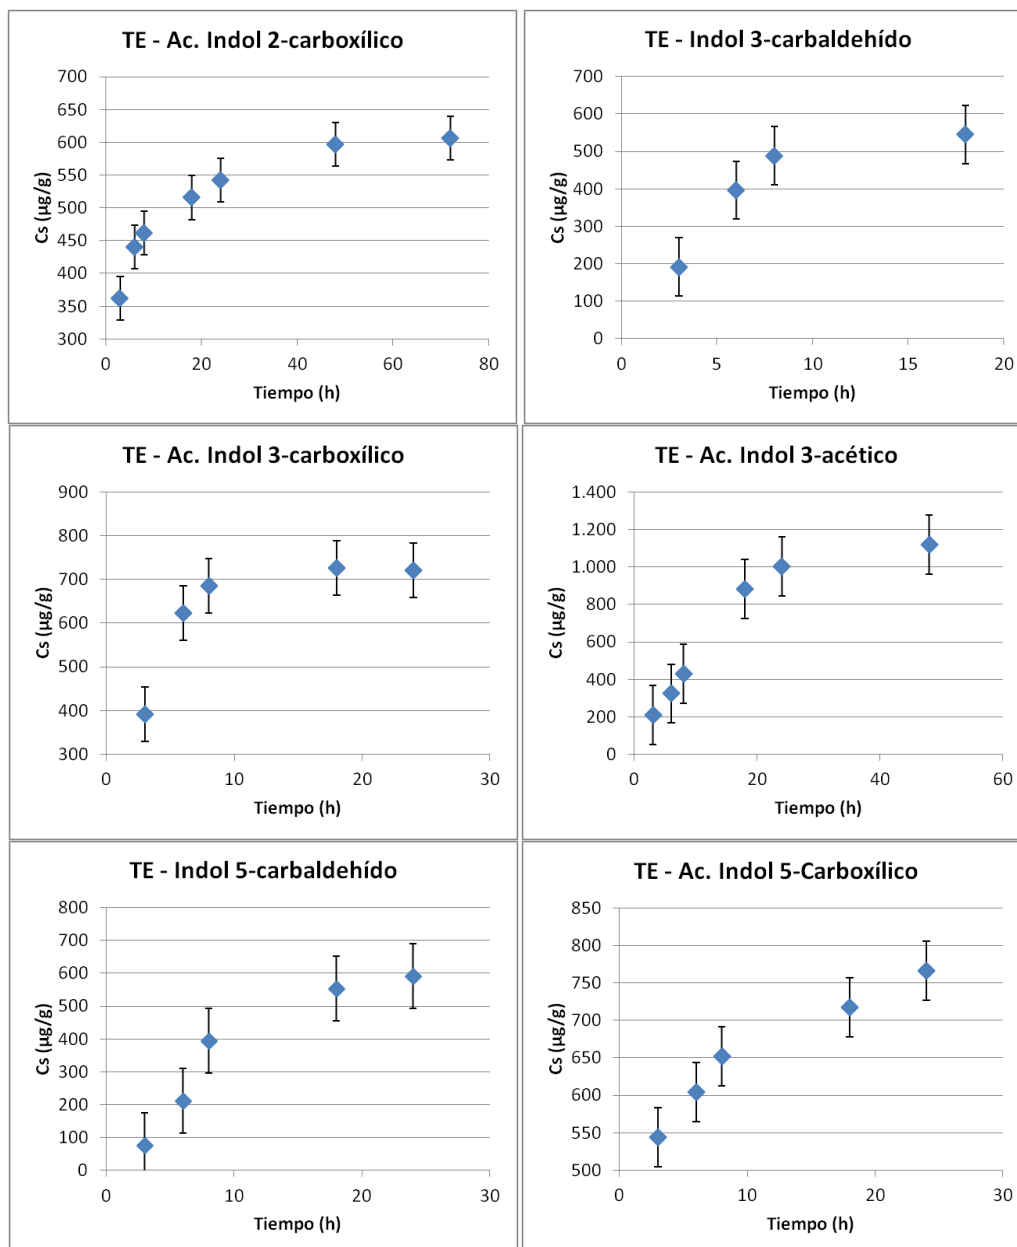 TE - Ac. Indol 2-carboxílico
700
650
600
550
500
450
400
350
300
Cs (µg/g)
0 20 40 60 80
Tiempo (h)
TE - Indol 3-carbaldehído
700
600
500
400
300
200
100
0
Cs (µg/g)
0 5 10 15 20
Tiempo (h)
TE - Ac. Indol 3-carboxílico
900
800
700
600
500
400
300
Cs (µg/g)
0 10 20 30
Tiempo (h)
TE - Ac. Indol 3-acético
1.400
1.200
1.000
800
600
400
200
0
Cs (µg/g)
0 20 40 60
Tiempo (h)
TE - Indol 5-carbaldehído
800
700
600
500
400
300
200
100
0
Cs (µg/g)
0 10 20 30
Tiempo (h)
TE - Ac. Indol 5-Carboxílico
850
800
750
700
650
600
550
500
Cs (µg/g)
0 10 20 30
Tiempo (h)